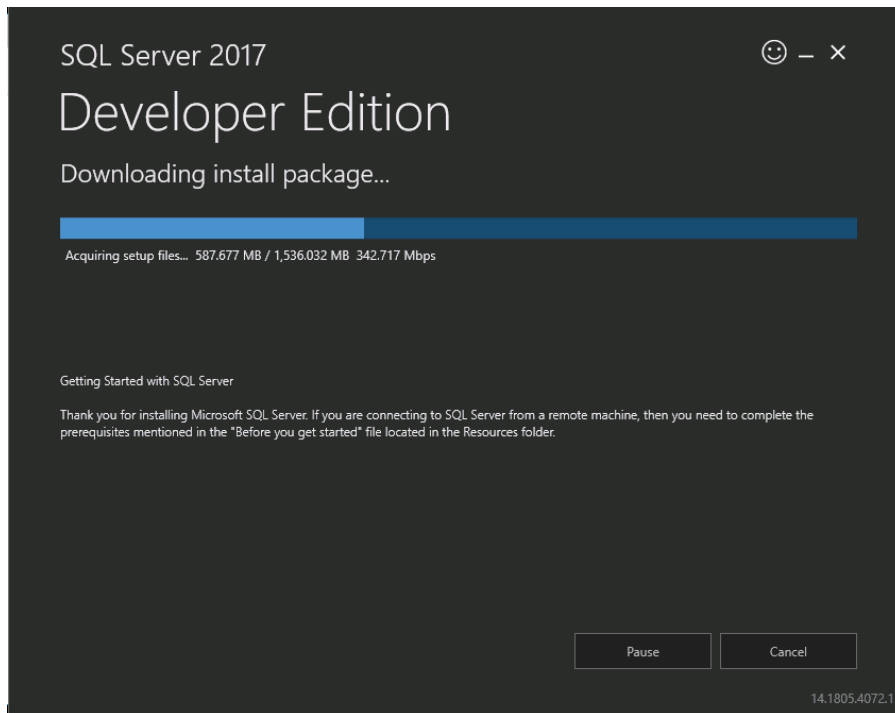 SQL Server 2017
Developer Edition
Downloading install package...
Acquiring setup files... 587.677 MB / 1,536.032 MB 342.717 Mbps
Getting Started with SQL Server
Thank you for installing Microsoft SQL Server. If you are connecting to SQL Server from a remote machine, then you need to complete the
prerequisites mentioned in the "Before you get started" file located in the Resources folder.
Pause Cancel
14.1805.4072.1